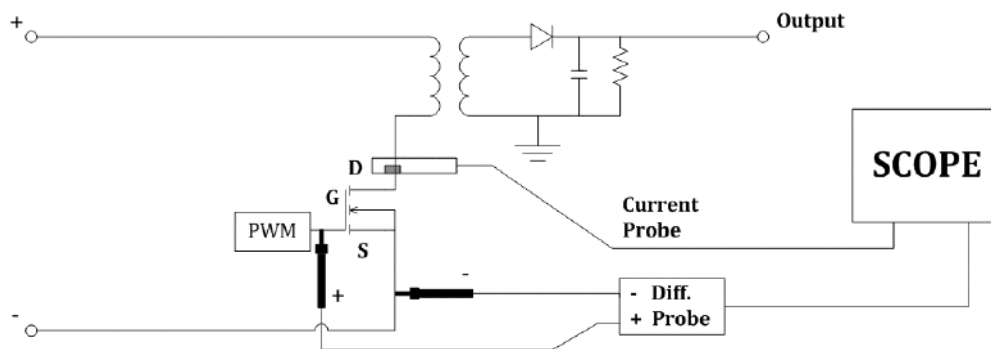 +
Output
D
SCOPE
G
Current
Probe
PWM
S
-
+
- Diff.
+ Probe
-